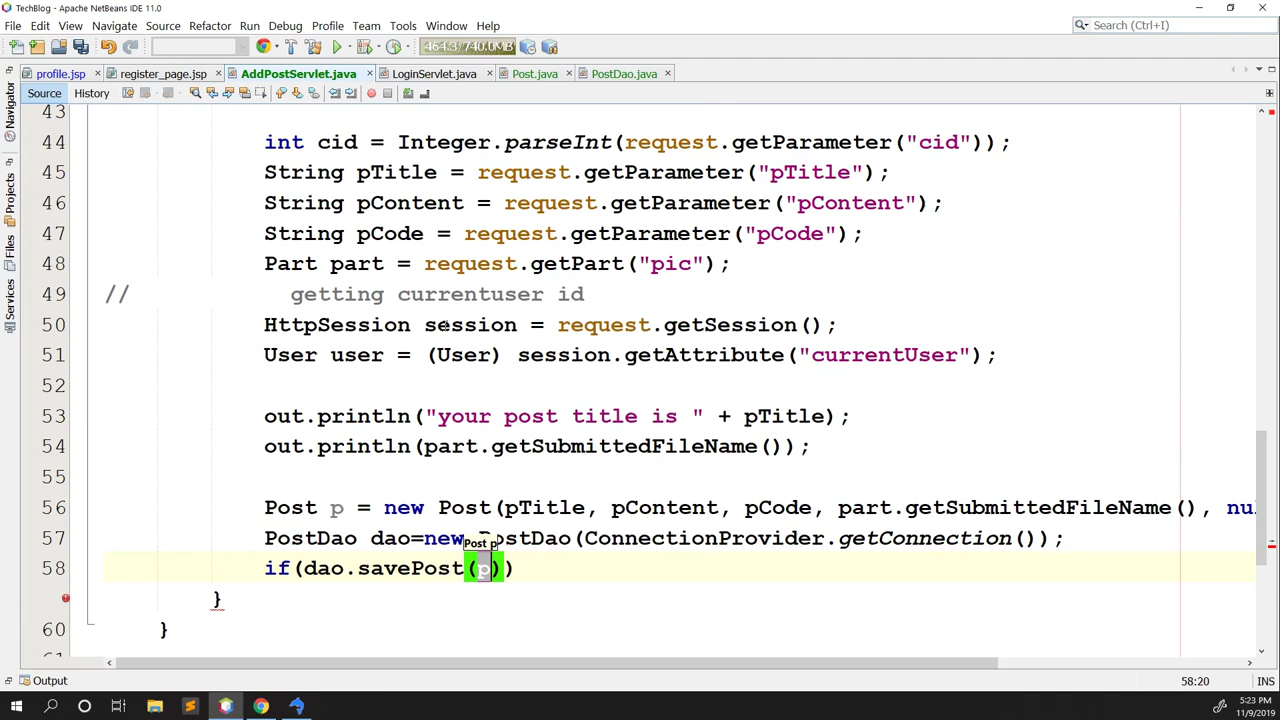 TechBlog - Apache NetBeans IDE 11.0
File Edit View Navigate Source Refactor Run Debug Profile Team Tools Window Help
Search (Ctrl+I)
464.3/740.0MB
profile.jsp register_page.jsp AddPostServlet.java LoginServlet.java Post.java PostDao.java
Source History
Navigator
Projects
Files
Services
43
44 int cid = Integer.parseInt(request.getParameter("cid"));
45 String pTitle = request.getParameter("pTitle");
46 String pContent = request.getParameter("pContent");
47 String pCode = request.getParameter("pCode");
48 Part part = request.getPart("pic");
49 // getting currentuser id
50 HttpSession session = request.getSession();
51 User user = (User) session.getAttribute("currentUser");
52
53 out.println("your post title is " + pTitle);
54 out.println(part.getSubmittedFileName());
55
56 Post p = new Post(pTitle, pContent, pCode, part.getSubmittedFileName(), nu
57 PostDao dao=new PostDao(ConnectionProvider.getConnection());
Post p
58 if(dao.savePost(p))
}
60 }
Output
58:20 INS
5:23 PM
11/9/2019